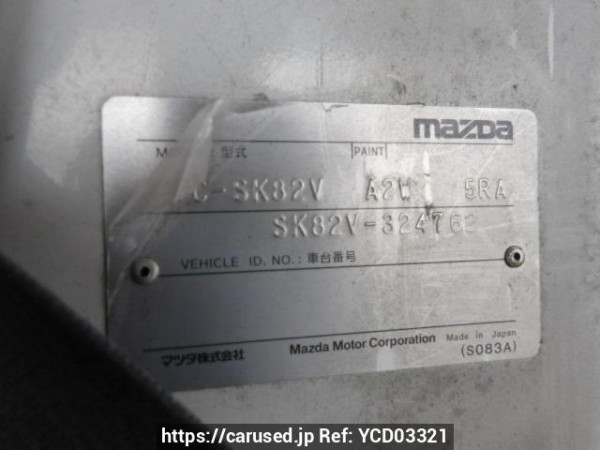 mazda
型式 PAINT
C-SK82V A2W 5RA
SK82V-324762
VEHICLE ID. NO.: 車台番号
マツダ株式会社 Mazda Motor Corporation Made in Japan
(S083A)
https://carused.jp Ref: YCD03321